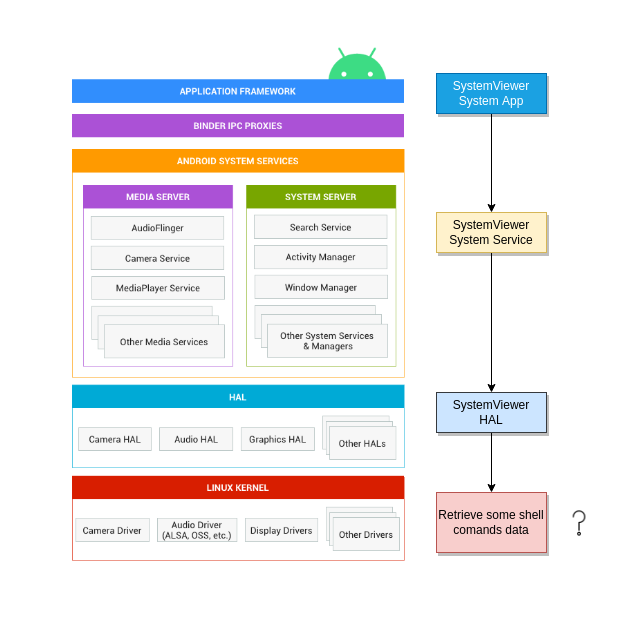 APPLICATION FRAMEWORK
BINDER IPC PROXIES
ANDROID SYSTEM SERVICES
MEDIA SERVER
AudioFlinger
Camera Service
MediaPlayer Service
Other Media Services
SYSTEM SERVER
Search Service
Activity Manager
Window Manager
Other System Services
& Managers
HAL
Camera HAL
Audio HAL
Graphics HAL
Other HALs
LINUX KERNEL
Camera Driver
Audio Driver
(ALSA, OSS, etc.)
Display Drivers
Other Drivers
SystemViewer
System App
SystemViewer
System Service
SystemViewer
HAL
Retrieve some shell
comands data
?